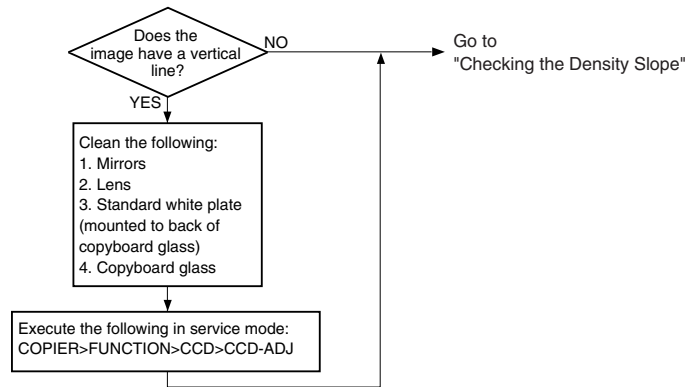 Does the
image have a vertical
line?
NO
Go to
"Checking the Density Slope"
YES
Clean the following:
1. Mirrors
2. Lens
3. Standard white plate
(mounted to back of
copyboard glass)
4. Copyboard glass
Execute the following in service mode:
COPIER>FUNCTION>CCD>CCD-ADJ